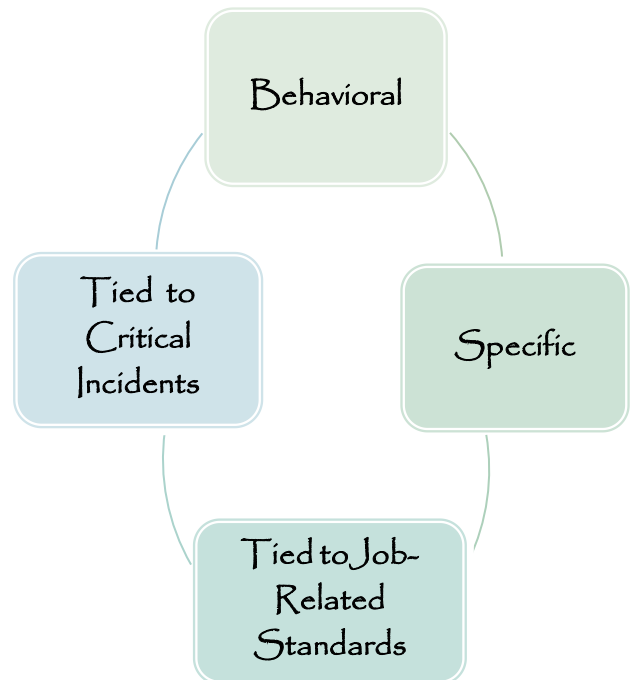 Behavioral
Specific
Tied to Job-
Related
Standards
Tied to
Critical
Incidents